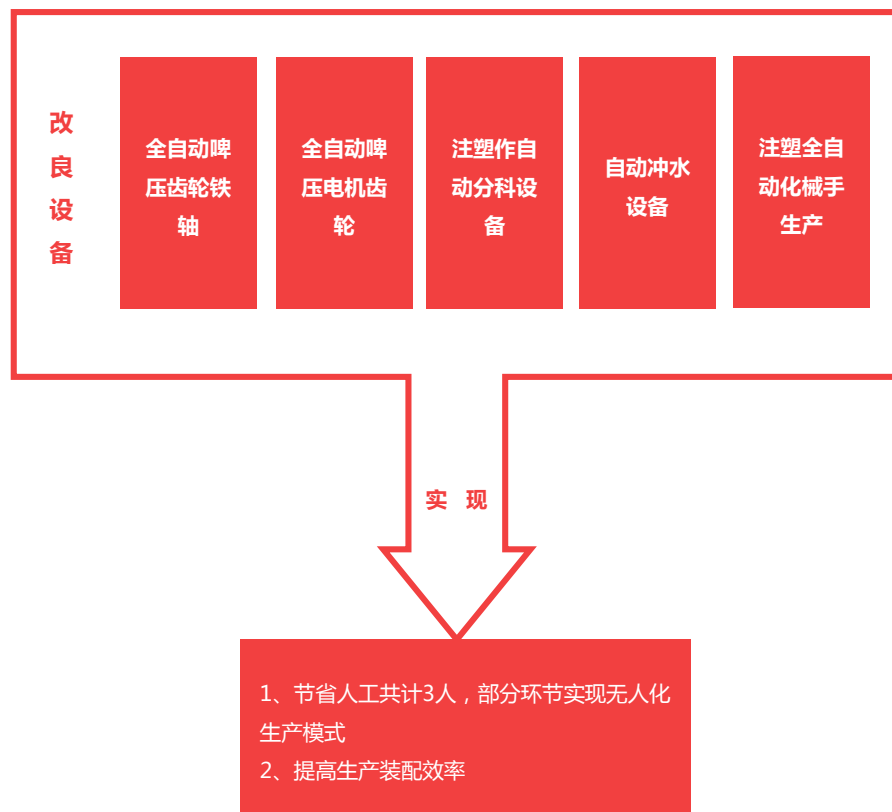 改
良
设
备
全自动啤
压齿轮铁
轴
全自动啤
压电机齿
轮
注塑作自
动分科设
备
自动冲水
设备
注塑全自
动化械手
生产
实 现
1、节省人工共计3人，部分环节实现无人化
生产模式
2、提高生产装配效率